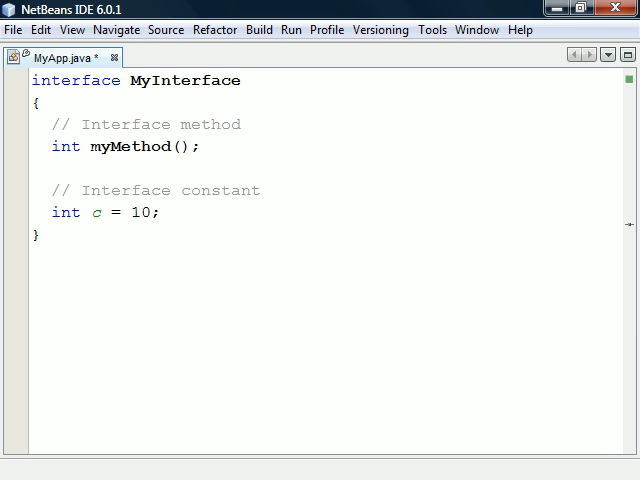 NetBeans IDE 6.0.1
File Edit View Navigate Source Refactor Build Run Profile Versioning Tools Window Help
MyApp.java *
interface MyInterface
{
// Interface method
int myMethod();
// Interface constant
int c = 10;
}